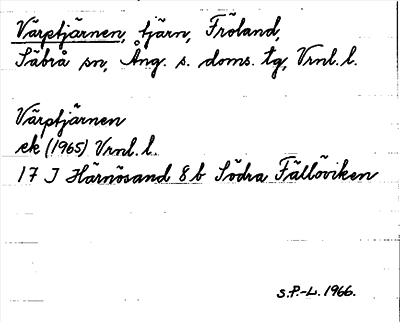 Värptjärnen, tjärn, Fröland,
Säbrå sn, Ång. s. doms. tg, Vrnl. l.
Värptjärnen
ek (1965) Vrnl. l.
17 J Härnösand 8 b Södra Fällöviken
S.P.-L. 1966.